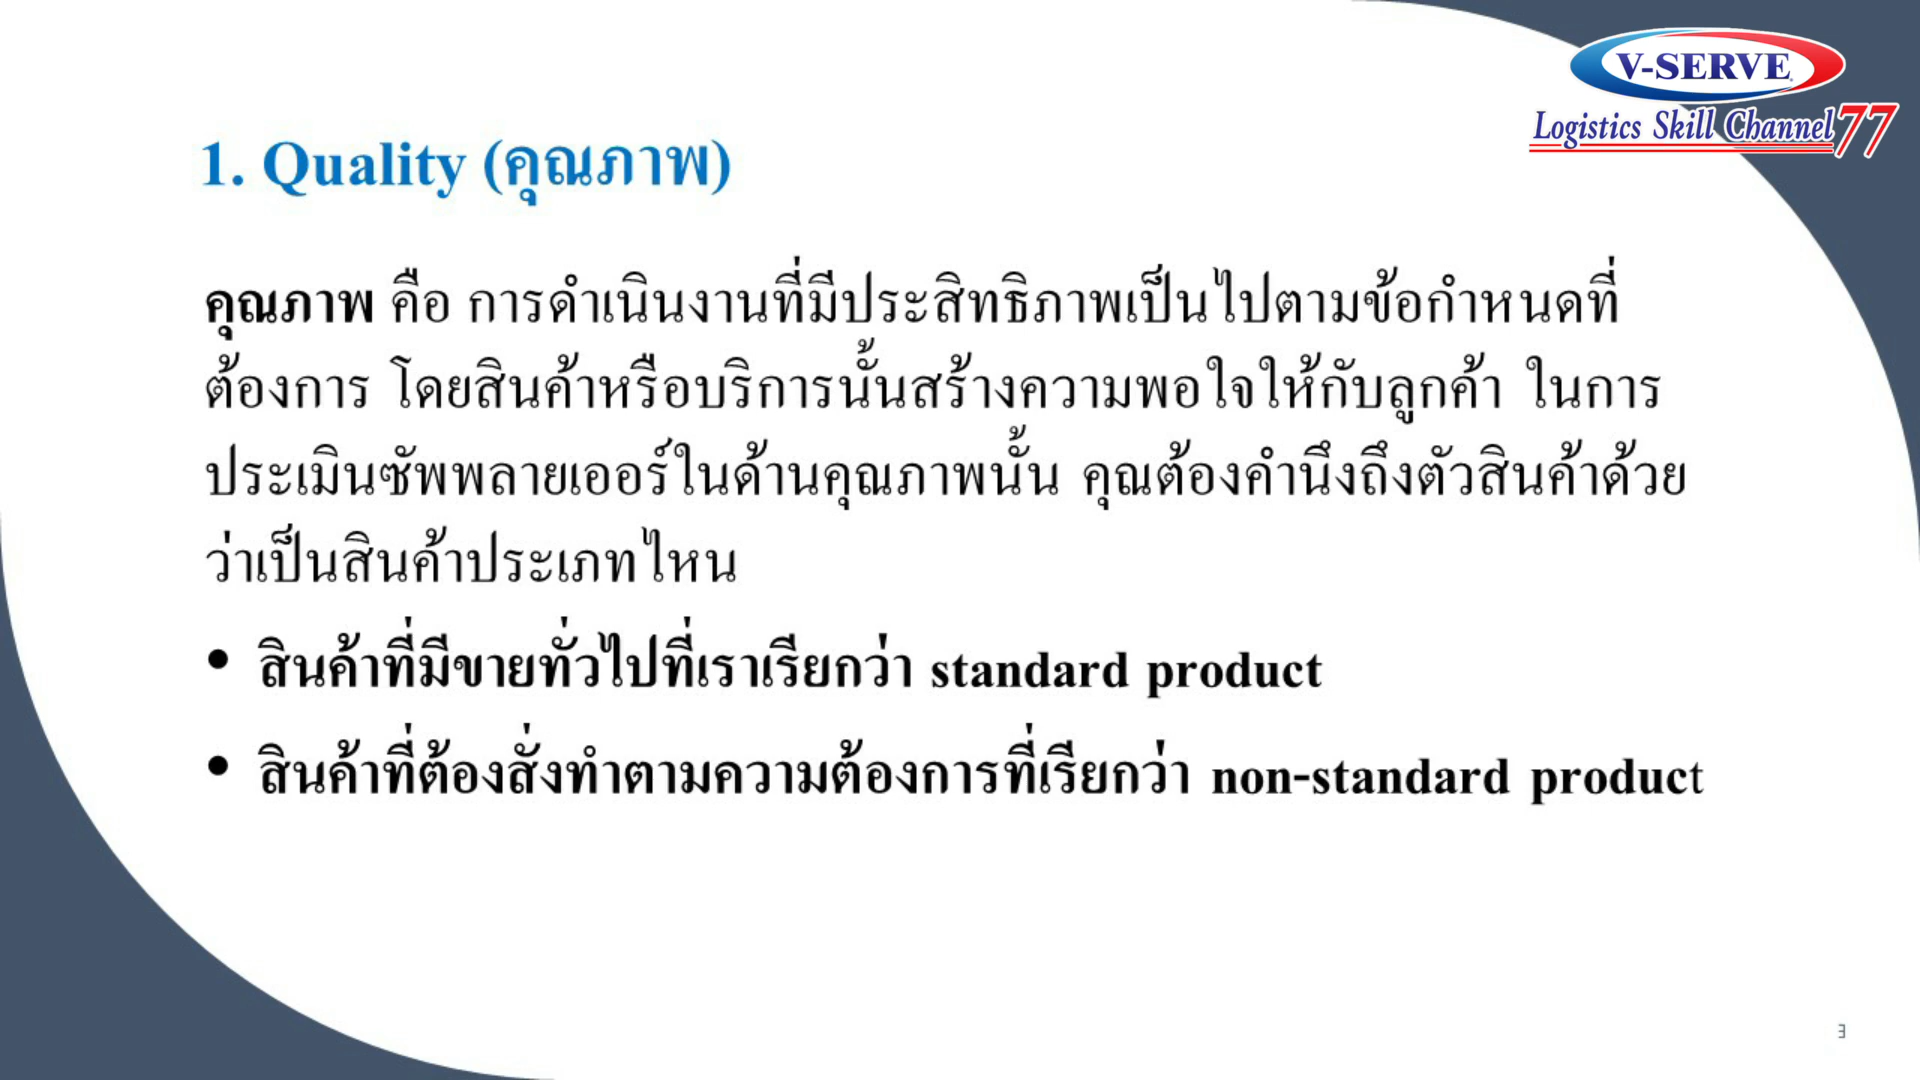 V-SERVE
Logistics Skill Channel 77
1. Quality (คุณภาพ)
คุณภาพ คือ การดำเนินงานที่มีประสิทธิภาพเป็นไปตามข้อกำหนดที่
ต้องการ โดยสินค้าหรือบริการนั้นสร้างความพอใจให้กับลูกค้า ในการ
ประเมินซัพพลายเออร์ในด้านคุณภาพนั้น คุณต้องคำนึงถึงตัวสินค้าด้วย
ว่าเป็นสินค้าประเภทไหน
• สินค้าที่มีขายทั่วไปที่เราเรียกว่า standard product
• สินค้าที่ต้องสั่งทำตามความต้องการที่เรียกว่า non-standard product
3